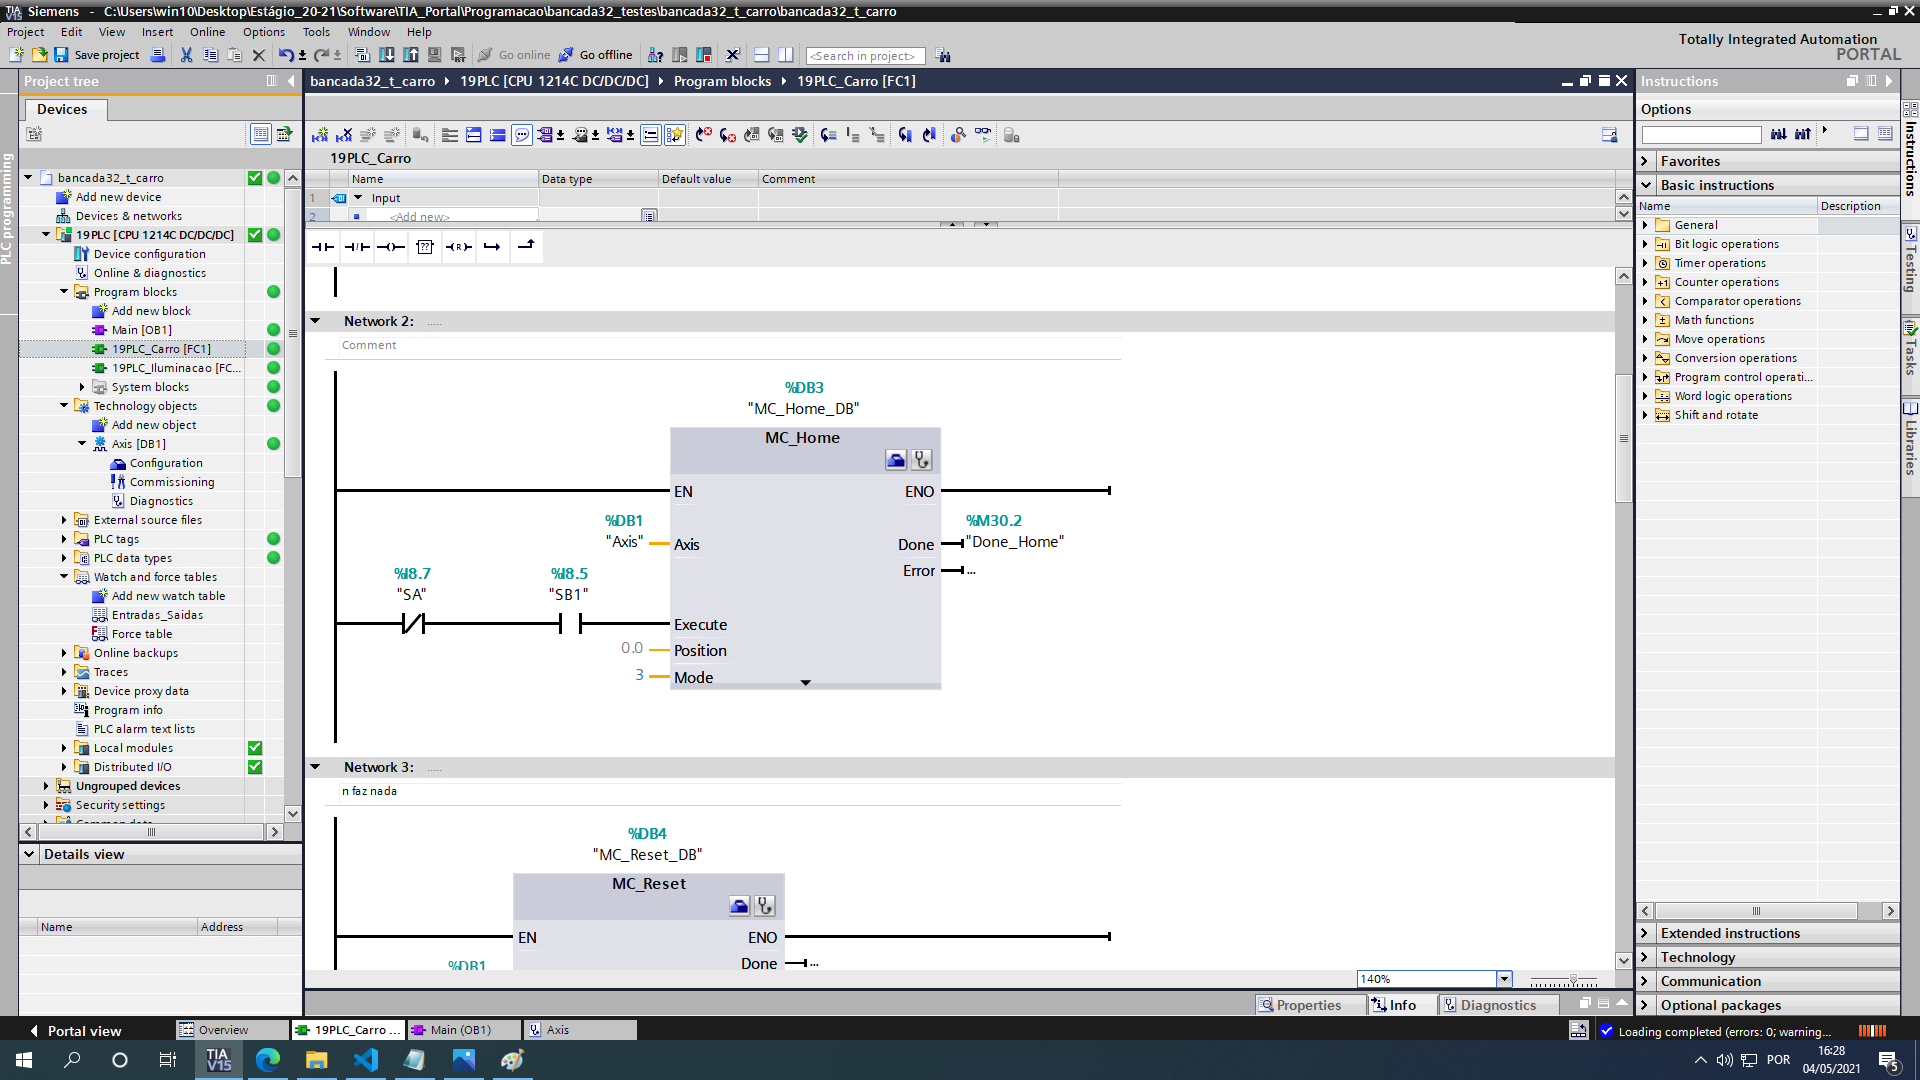 Siemens - C:\Users\win10\Desktop\Estágio_20-21\Software\TIA_Portal\Programacao\bancada32_testes\bancada32_t_carro\bancada32_t_carro
Project Edit View Insert Online Options Tools Window Help
Totally Integrated Automation
PORTAL
Save project
Go online
Go offline
<Search in project>
Project tree
bancada32_t_carro 19PLC [CPU 1214C DC/DC/DC] Program blocks 19PLC_Carro [FC1]
Instructions
Devices
Options
PLC programming
19PLC_Carro
Name Data type Default value Comment
1 Input
2 <Add new>
bancada32_t_carro
Add new device
Devices & networks
19PLC [CPU 1214C DC/DC/DC]
Device configuration
Online & diagnostics
Program blocks
Add new block
Main [OB1]
19PLC_Carro [FC1]
19PLC_Iluminacao [FC...
System blocks
Technology objects
Add new object
Axis [DB1]
Configuration
Commissioning
Diagnostics
External source files
PLC tags
PLC data types
Watch and force tables
Add new watch table
Entradas_Saidas
Force table
Online backups
Traces
Device proxy data
Program info
PLC alarm text lists
Local modules
Distributed I/O
Ungrouped devices
Security settings
Details view
Name Address
Network 2: .....
Comment
%DB3
"MC_Home_DB"
MC_Home
EN ENO
%DB1
"Axis"
Axis
%M30.2
Done "Done_Home"
Error ...
%I8.7 %I8.5
"SA" "SB1"
Execute
0.0 Position
3 Mode
Network 3: .....
n faz nada
%DB4
"MC_Reset_DB"
MC_Reset
EN ENO
%DB1
Done ...
140%
Properties Info Diagnostics
Favorites
Basic instructions
Name Description
General
Bit logic operations
Timer operations
Counter operations
Comparator operations
Math functions
Move operations
Conversion operations
Program control operati...
Word logic operations
Shift and rotate
Extended instructions
Technology
Communication
Optional packages
Instructions
Testing
Tasks
Libraries
Portal view
Overview
19PLC_Carro ...
Main (OB1)
Axis
Loading completed (errors: 0; warning...
TIA
V15
POR
16:28
04/05/2021
5